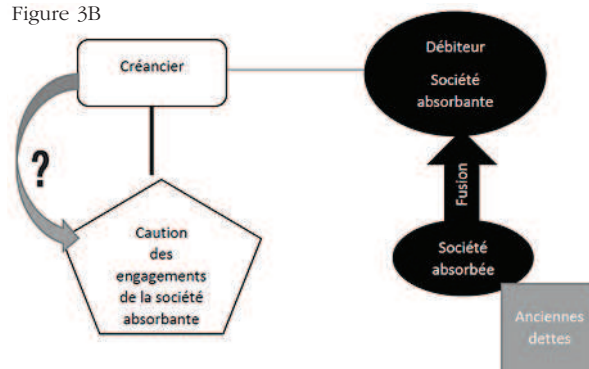 Figure 3B
Créancier
Débiteur
Société
absorbante
?
Fusion
Caution
des
engagements
de la société
absorbante
Société
absorbée
Anciennes
dettes